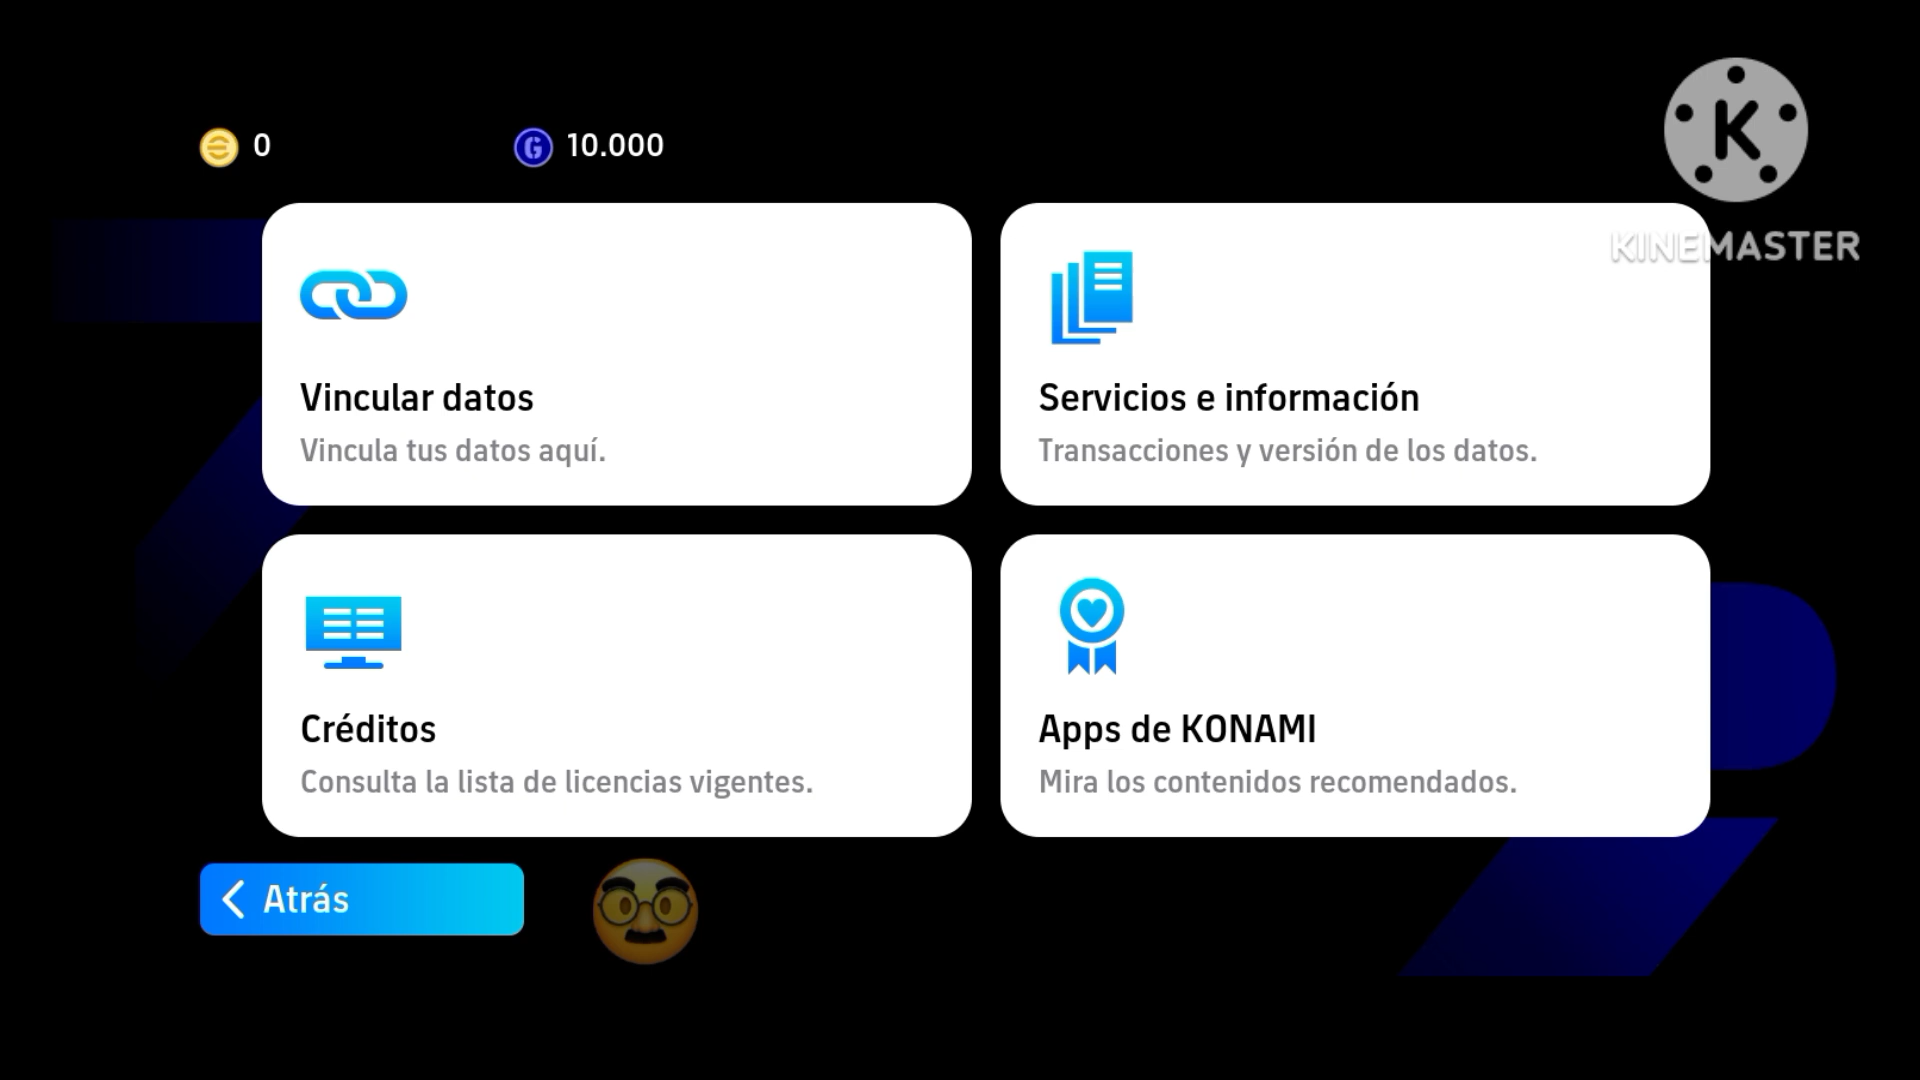 0
10.000
K
KINEMASTER
Vincular datos
Vincula tus datos aquí.
Servicios e información
Transacciones y versión de los datos.
Créditos
Consulta la lista de licencias vigentes.
Apps de KONAMI
Mira los contenidos recomendados.
Atrás